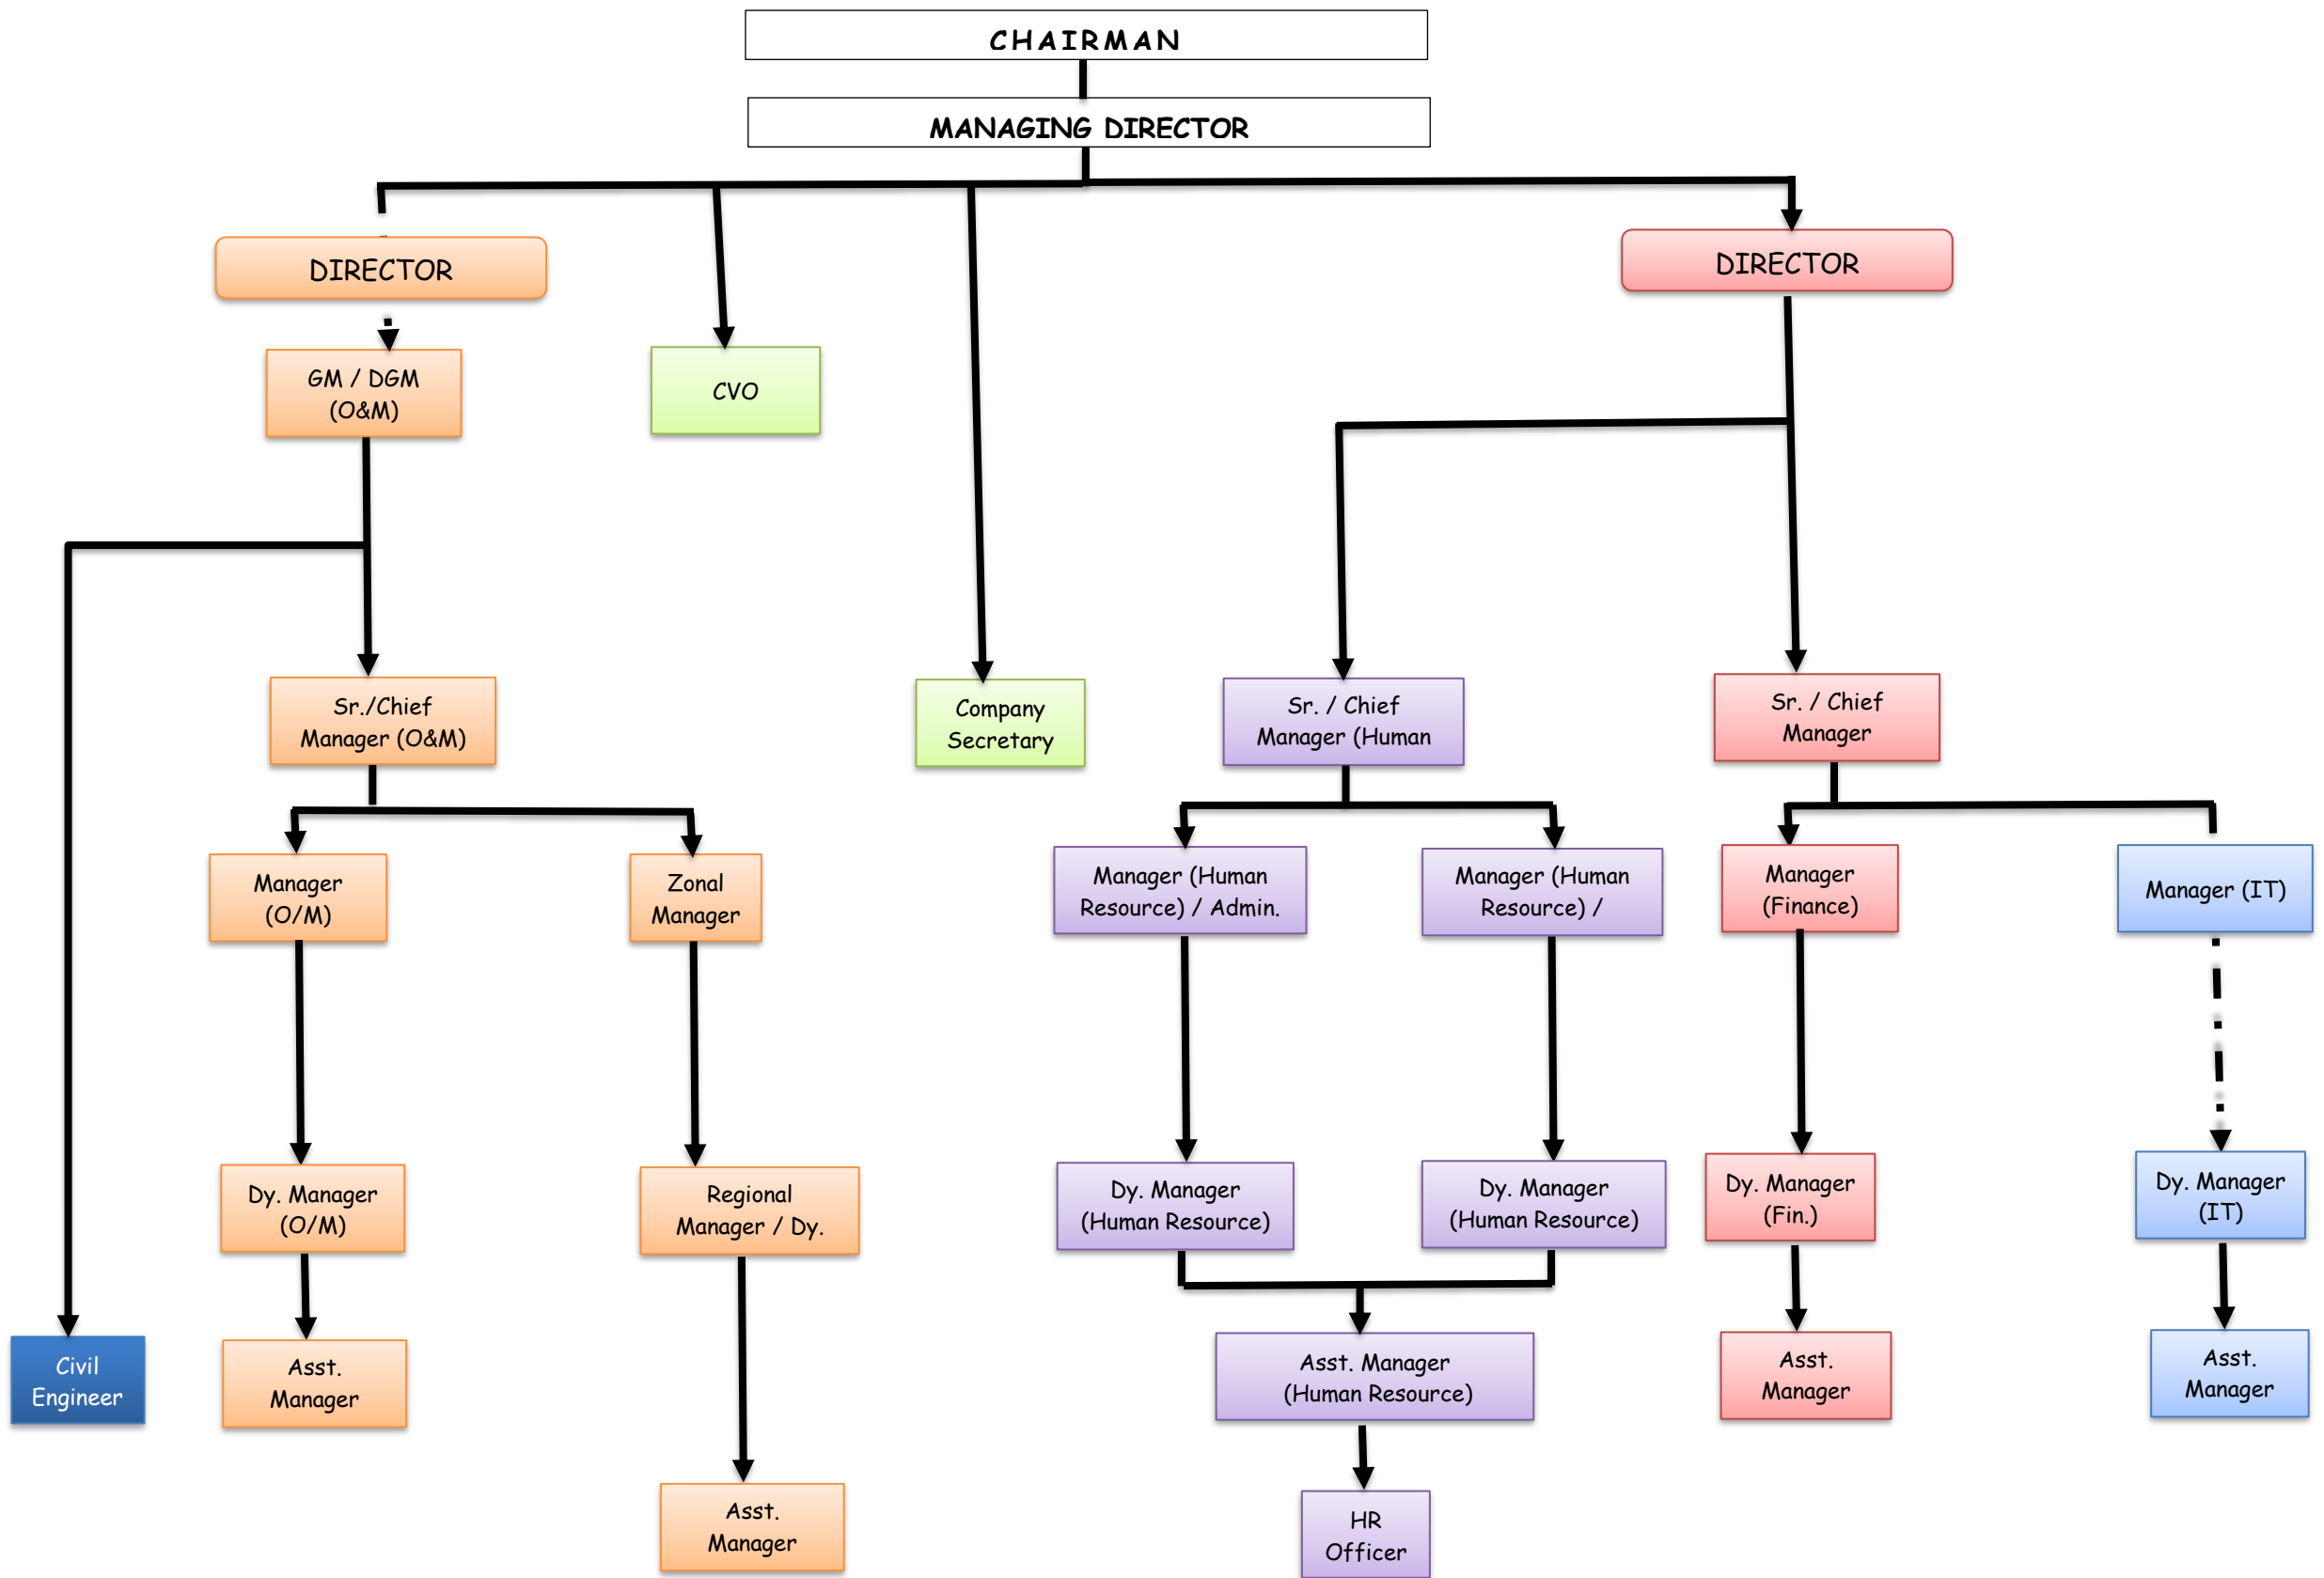 CHAIRMAN
MANAGING DIRECTOR
DIRECTOR
DIRECTOR
GM / DGM
(O&M)
CVO
Sr./Chief
Manager (O&M)
Company
Secretary
Sr. / Chief
Manager (Human
Sr. / Chief
Manager
Manager
(O/M)
Zonal
Manager
Manager (Human
Resource) / Admin.
Manager (Human
Resource) /
Manager
(Finance)
Manager (IT)
Dy. Manager
(O/M)
Regional
Manager / Dy.
Dy. Manager
(Human Resource)
Dy. Manager
(Human Resource)
Dy. Manager
(Fin.)
Dy. Manager
(IT)
Civil
Engineer
Asst.
Manager
Asst. Manager
(Human Resource)
Asst.
Manager
Asst.
Manager
Asst.
Manager
HR
Officer